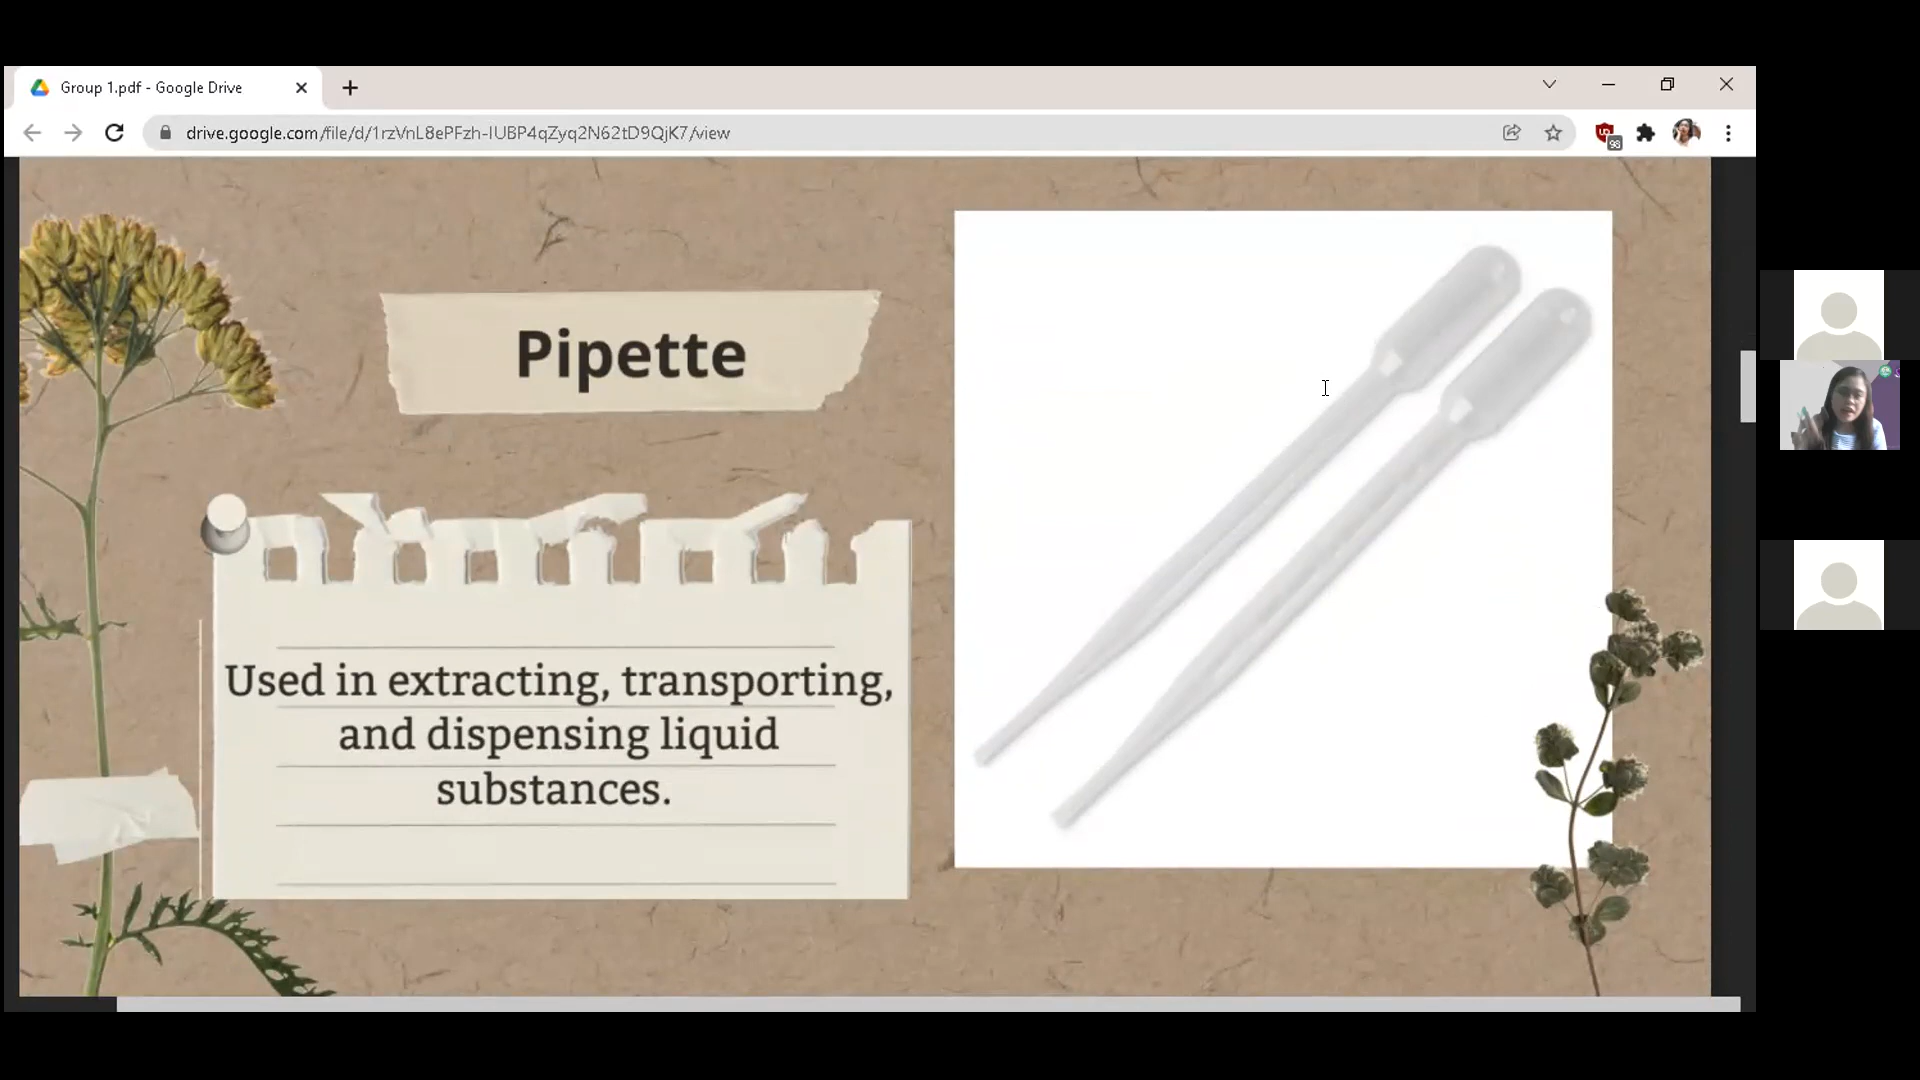 Group 1.pdf - Google Drive
drive.google.com/file/d/1rzVnL8ePFzh-IUBP4qZyq2N62tD9QjK7/view
98
Pipette
Used in extracting, transporting,
and dispensing liquid
substances.